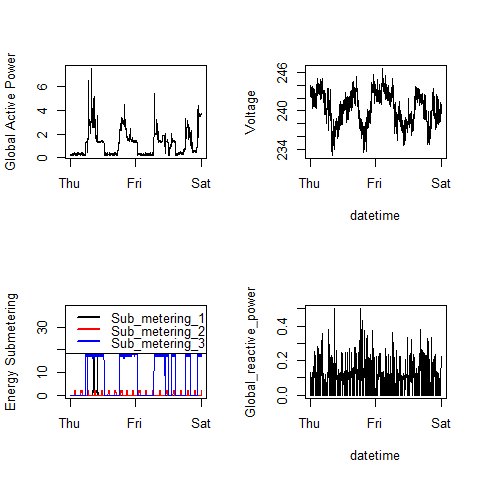 Global Active Power
0 2 4 6
Thu Fri Sat
Voltage
234 240 246
Thu Fri Sat
datetime
Energy Submetering
0 10 30
Sub_metering_1
Sub_metering_2
Sub_metering_3
Thu Fri Sat
Global_reactive_power
0.0 0.2 0.4
Thu Fri Sat
datetime